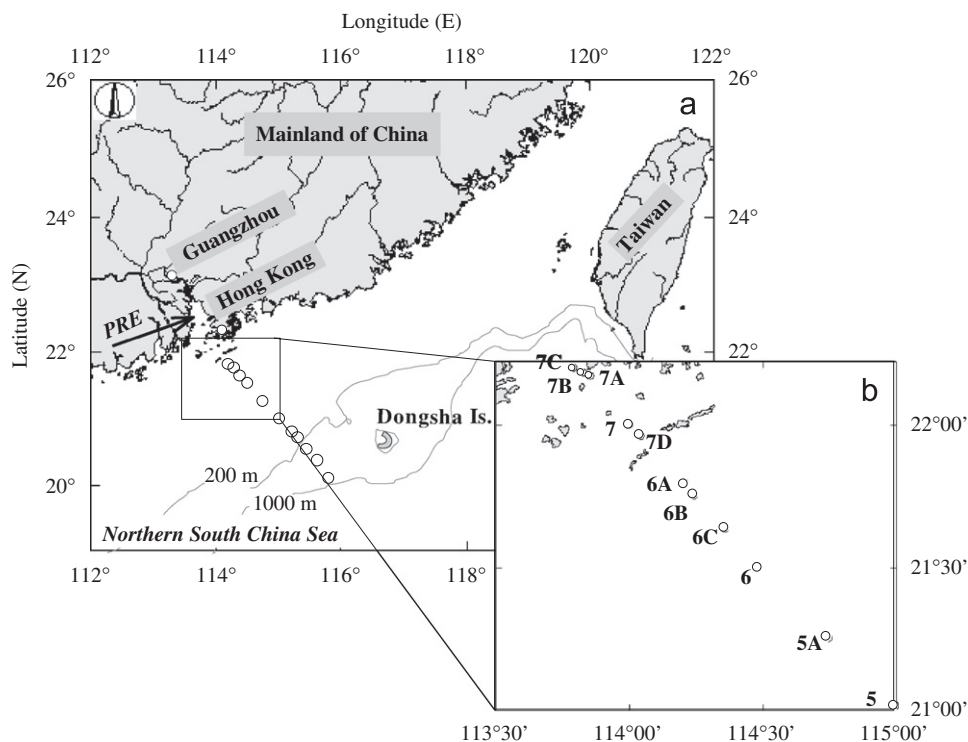 Longitude (E)
112° 114° 116° 118° 120° 122°
26° 26°
a
Mainland of China
24° 24°
Guangzhou
Taiwan
Hong Kong
Latitude (N)
PRE
22° 22°
Dongsha Is.
200 m
20°
1000 m
Northern South China Sea
112° 114° 116° 118°
b
7C
7A
7B
7
7D
22°00'
6A
6B
6C
6
21°30'
5A
5
21°00'
113°30' 114°00' 114°30' 115°00'